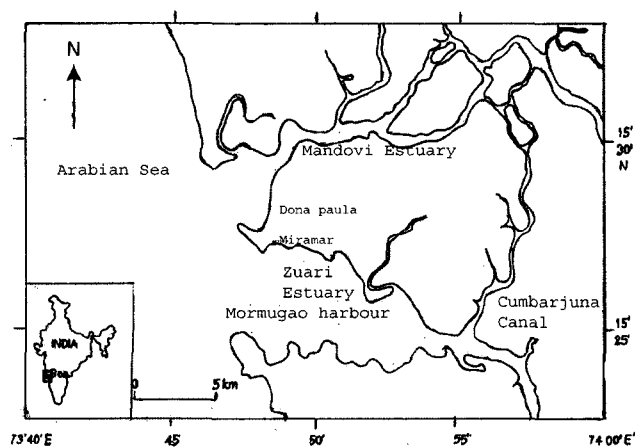 N
15'
30'
N
Mandovi Estuary
Arabian Sea
Dona paula
Miramar
Zuari
Estuary
Mormugao harbour
Cumbarjuna
Canal
15'
25'
INDIA
Goa
0
5 km
73°40'E
45
50'
55'
74°00'E